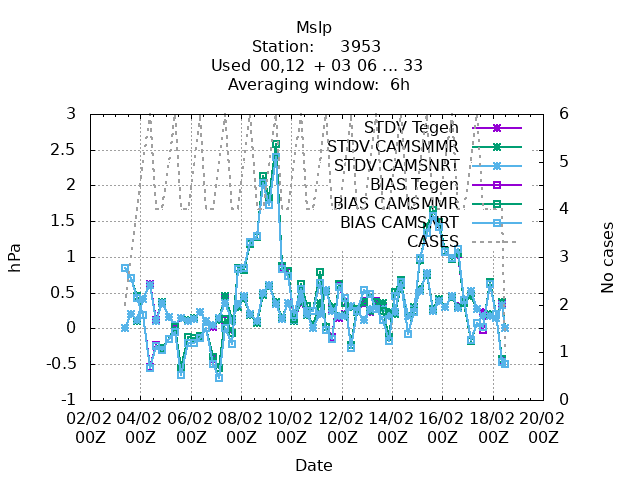 Mslp
Station: 3953
Used 00,12 + 03 06 ... 33
Averaging window: 6h
STDV Tegen
STDV CAMSMMR
STDV CAMSNRT
BIAS Tegen
BIAS CAMSMMR
BIAS CAMSNRT
CASES
3
2.5
2
1.5
1
0.5
0
-0.5
-1
hPa
6
5
4
3
2
1
0
No cases
02/02 04/02 06/02 08/02 10/02 12/02 14/02 16/02 18/02 20/02
00Z 00Z 00Z 00Z 00Z 00Z 00Z 00Z 00Z 00Z
Date